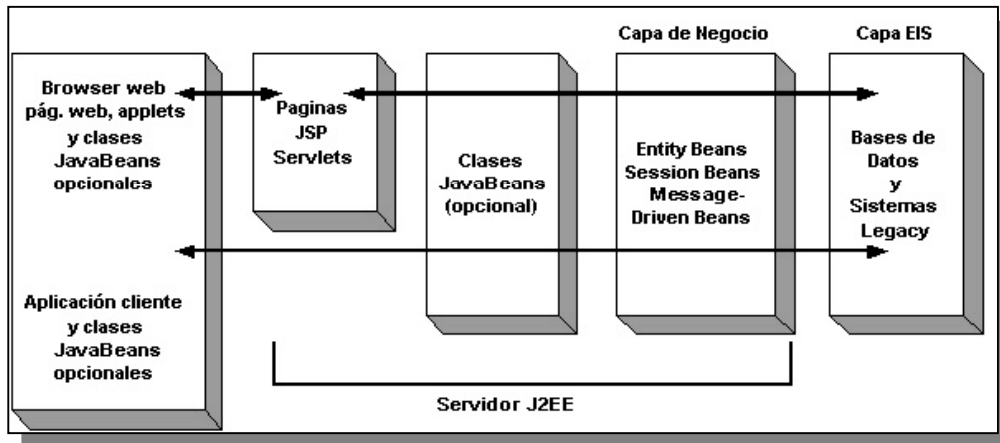 Capa de Negocio
Capa EIS
Browser web
pág. web, applets
y clases
JavaBeans
opcionales
Aplicación cliente
y clases
JavaBeans
opcionales
Paginas
JSP
Servlets
Clases
JavaBeans
(opcional)
Entity Beans
Session Beans
Message-
Driven Beans
Bases de
Datos
y
Sistemas
Legacy
Servidor J2EE